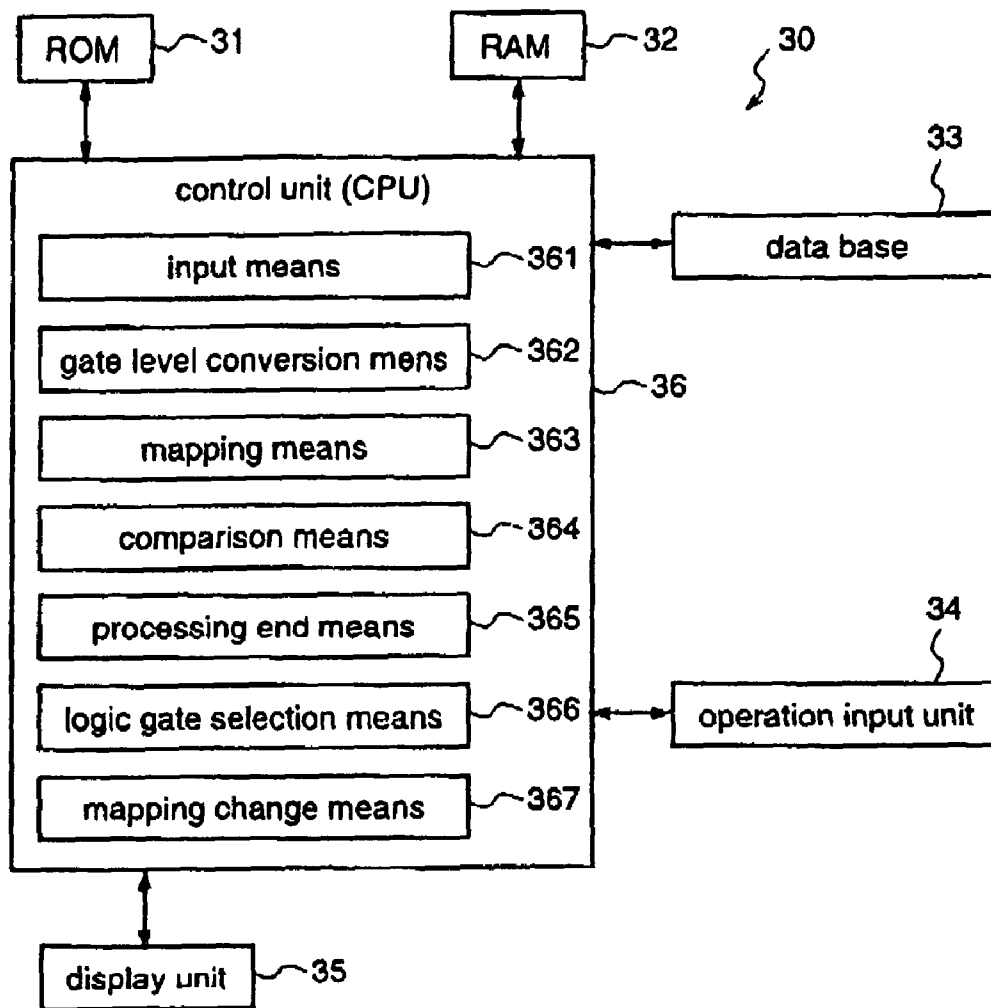 ROM 31
RAM 32
30
control unit (CPU)
33
data base
input means 361
gate level conversion mens 362
36
mapping means 363
comparison means 364
processing end means 365
34
operation input unit
logic gate selection means 366
mapping change means 367
display unit 35